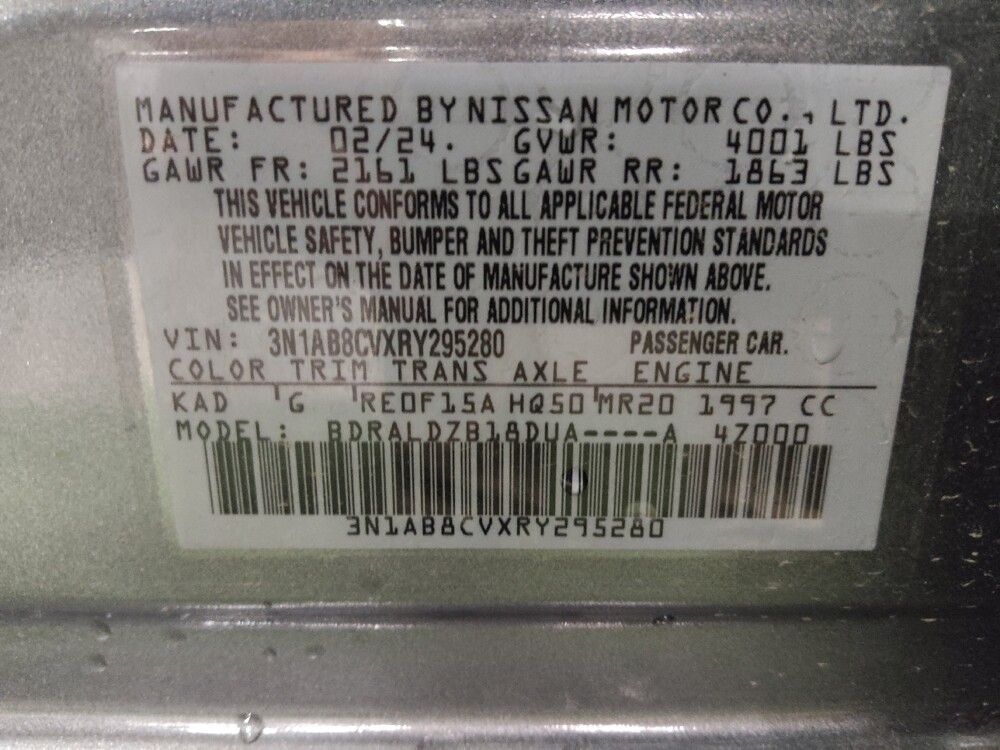 MANUFACTURED BY NISSAN MOTOR CO., LTD.
DATE: 02/24. GVWR: 4001 LBS
GAWR FR: 2161 LBS GAWR RR: 1863 LBS
THIS VEHICLE CONFORMS TO ALL APPLICABLE FEDERAL MOTOR
VEHICLE SAFETY, BUMPER AND THEFT PREVENTION STANDARDS
IN EFFECT ON THE DATE OF MANUFACTURE SHOWN ABOVE.
SEE OWNER'S MANUAL FOR ADDITIONAL INFORMATION.
VIN: 3N1AB8CVXRY295280 PASSENGER CAR.
COLOR TRIM TRANS AXLE ENGINE
KAD G RE0F15A HQ50 MR20 1997 CC
MODEL: BDRALDZB18DUA----A 4Z000
3N1AB8CVXRY295280